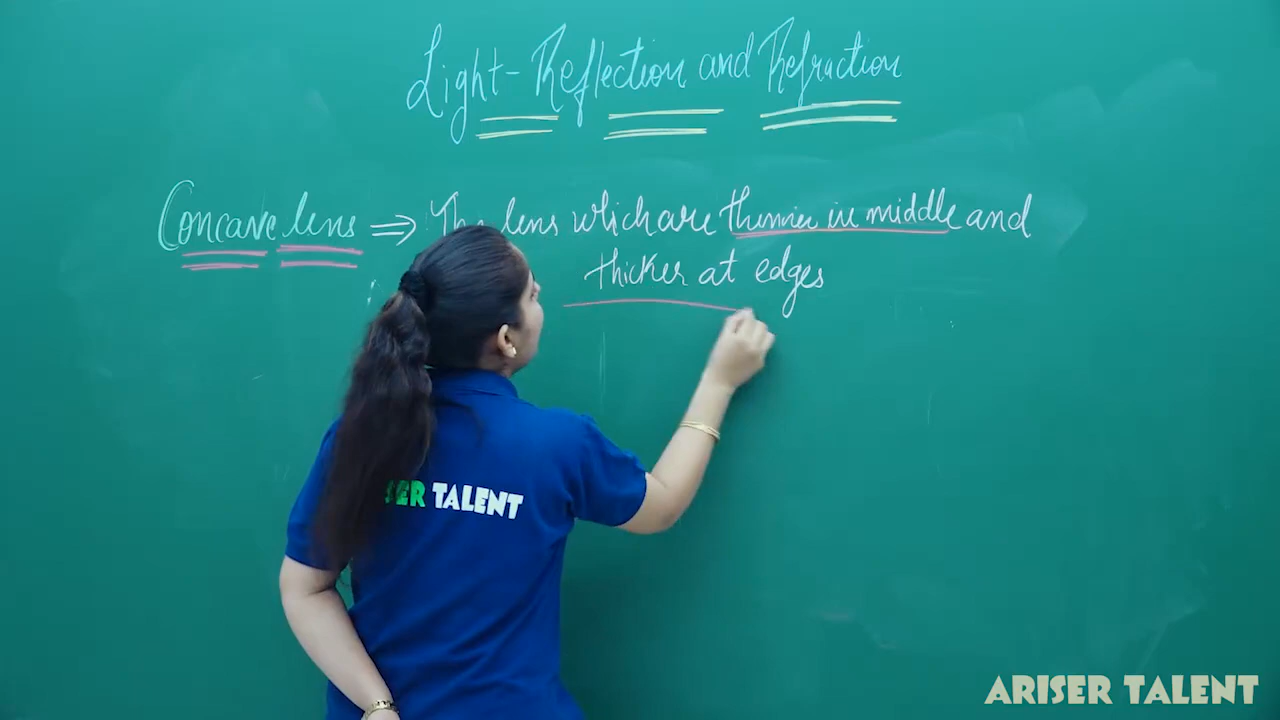 Light-Reflection and Refraction
Concave lens ⇒ The lens which are thinner in middle and
thicker at edges
SER TALENT
ARISER TALENT